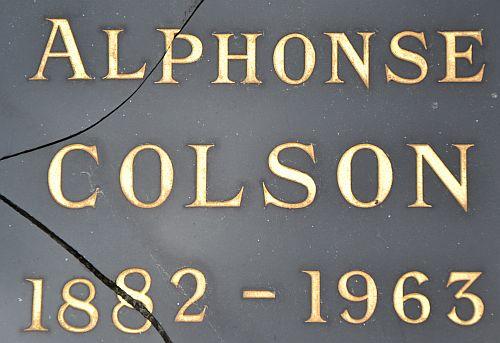 ALPHONSE
COLSON
1882 - 1963